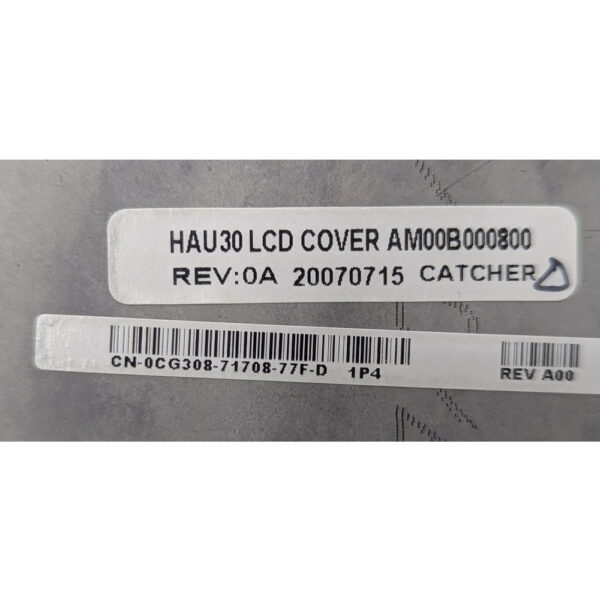 HAU30 LCD COVER AM00B000800
REV:0A 20070715 CATCHER
CN-0CG308-71708-77F-D 1P4
REV A00